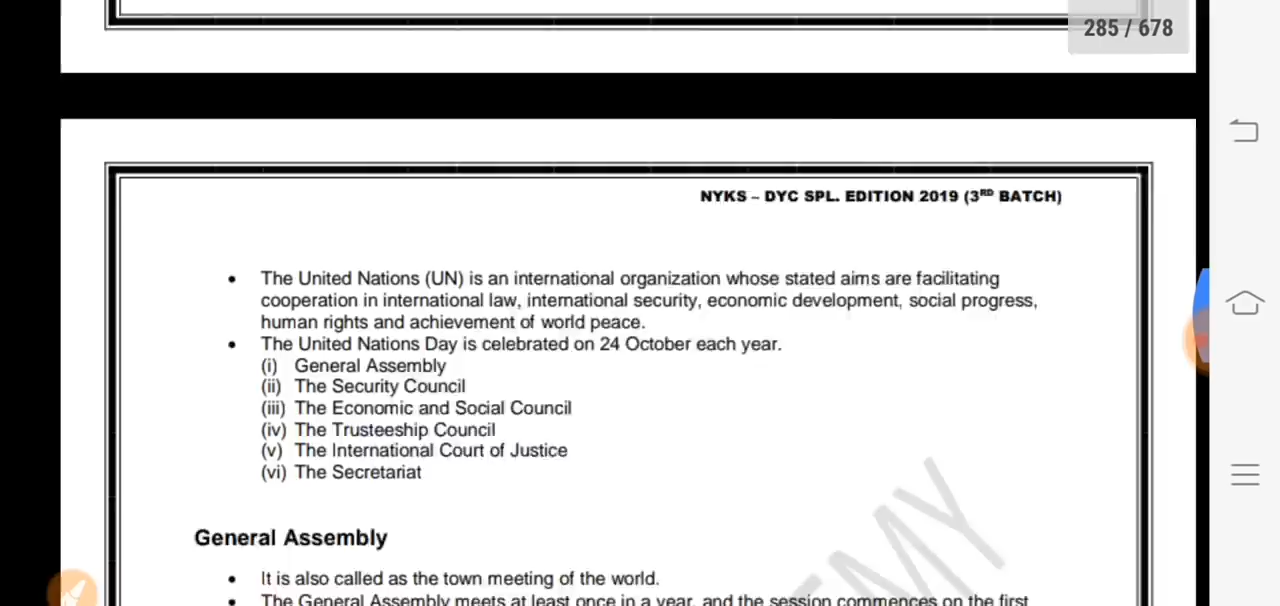 285 / 678
NYKS – DYC SPL. EDITION 2019 (3RD BATCH)
• The United Nations (UN) is an international organization whose stated aims are facilitating
cooperation in international law, international security, economic development, social progress,
human rights and achievement of world peace.
• The United Nations Day is celebrated on 24 October each year.
(i) General Assembly
(ii) The Security Council
(iii) The Economic and Social Council
(iv) The Trusteeship Council
(v) The International Court of Justice
(vi) The Secretariat
General Assembly
• It is also called as the town meeting of the world.
• The General Assembly meets at least once in a year, and the session commences on the first
EMY